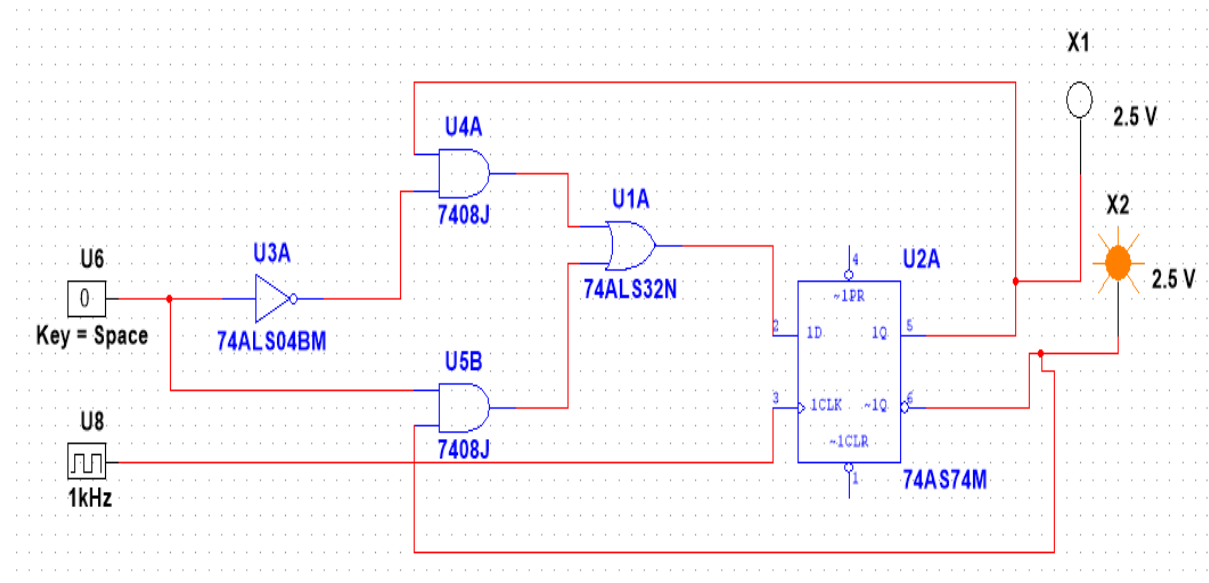 X1
2.5 V
U4A
7408J
U1A
74ALS32N
X2
2.5 V
U6
0
Key = Space
U3A
74ALS04BM
U2A
4
~1PR
2
1D
1Q
5
U5B
7408J
3
1CLK
~1Q
6
~1CLR
1
74AS74M
U8
1kHz